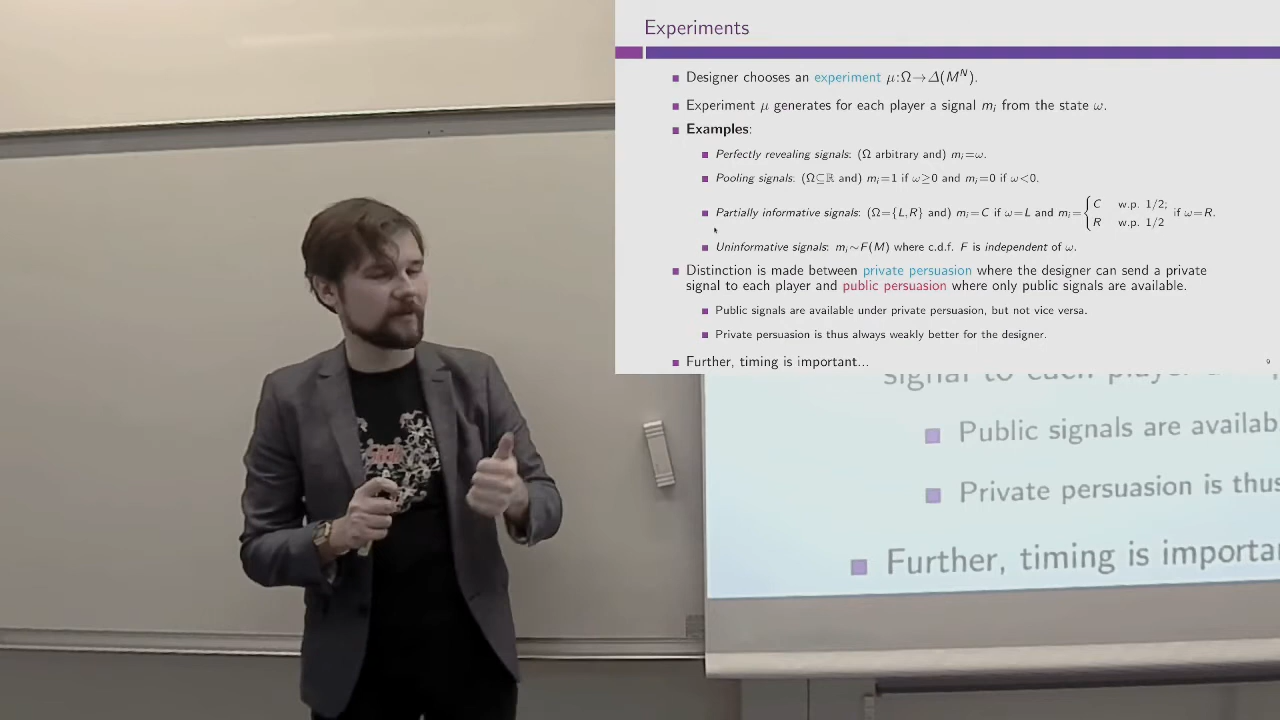 Experiments
■ Designer chooses an experiment μ:Ω→Δ(M^N).
■ Experiment μ generates for each player a signal m_i from the state ω.
■ Examples:
■ Perfectly revealing signals: (Ω arbitrary and) m_i=ω.
■ Pooling signals: (Ω⊆ℝ and) m_i=1 if ω≥0 and m_i=0 if ω<0.
■ Partially informative signals: (Ω={L,R} and) m_i=C if ω=L and m_i={C w.p. 1/2; R w.p. 1/2 if ω=R.
■ Uninformative signals: m_i∼F(M) where c.d.f. F is independent of ω.
■ Distinction is made between private persuasion where the designer can send a private
signal to each player and public persuasion where only public signals are available.
■ Public signals are available under private persuasion, but not vice versa.
■ Private persuasion is thus always weakly better for the designer.
■ Further, timing is important...
9
signal to each player
■ Public signals are availab
■ Private persuasion is thus
■ Further, timing is importa